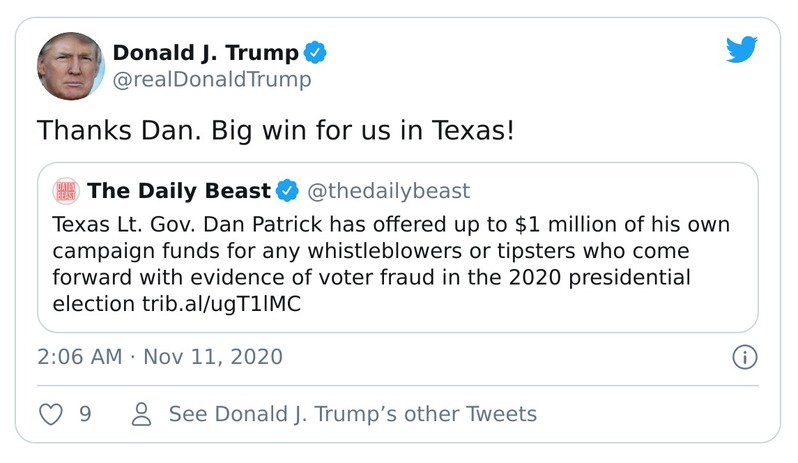 Donald J. Trump
@realDonaldTrump
Thanks Dan. Big win for us in Texas!
DAILY BEAST
The Daily Beast @thedailybeast
Texas Lt. Gov. Dan Patrick has offered up to $1 million of his own
campaign funds for any whistleblowers or tipsters who come
forward with evidence of voter fraud in the 2020 presidential
election trib.al/ugT1lMC
2:06 AM · Nov 11, 2020
9 See Donald J. Trump’s other Tweets